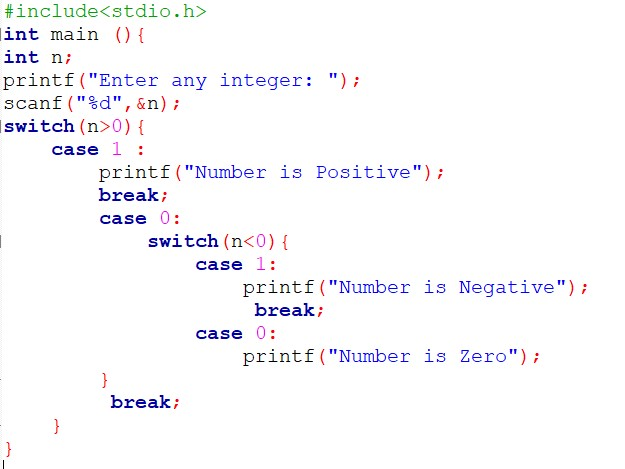 #include<stdio.h>
int main (){
int n;
printf("Enter any integer: ");
scanf("%d",&n);
switch(n>0){
    case 1 :
        printf("Number is Positive");
        break;
        case 0:
            switch(n<0){
                case 1:
                    printf("Number is Negative");
                     break;
                case 0:
                    printf("Number is Zero");
        }
         break;
    }
}